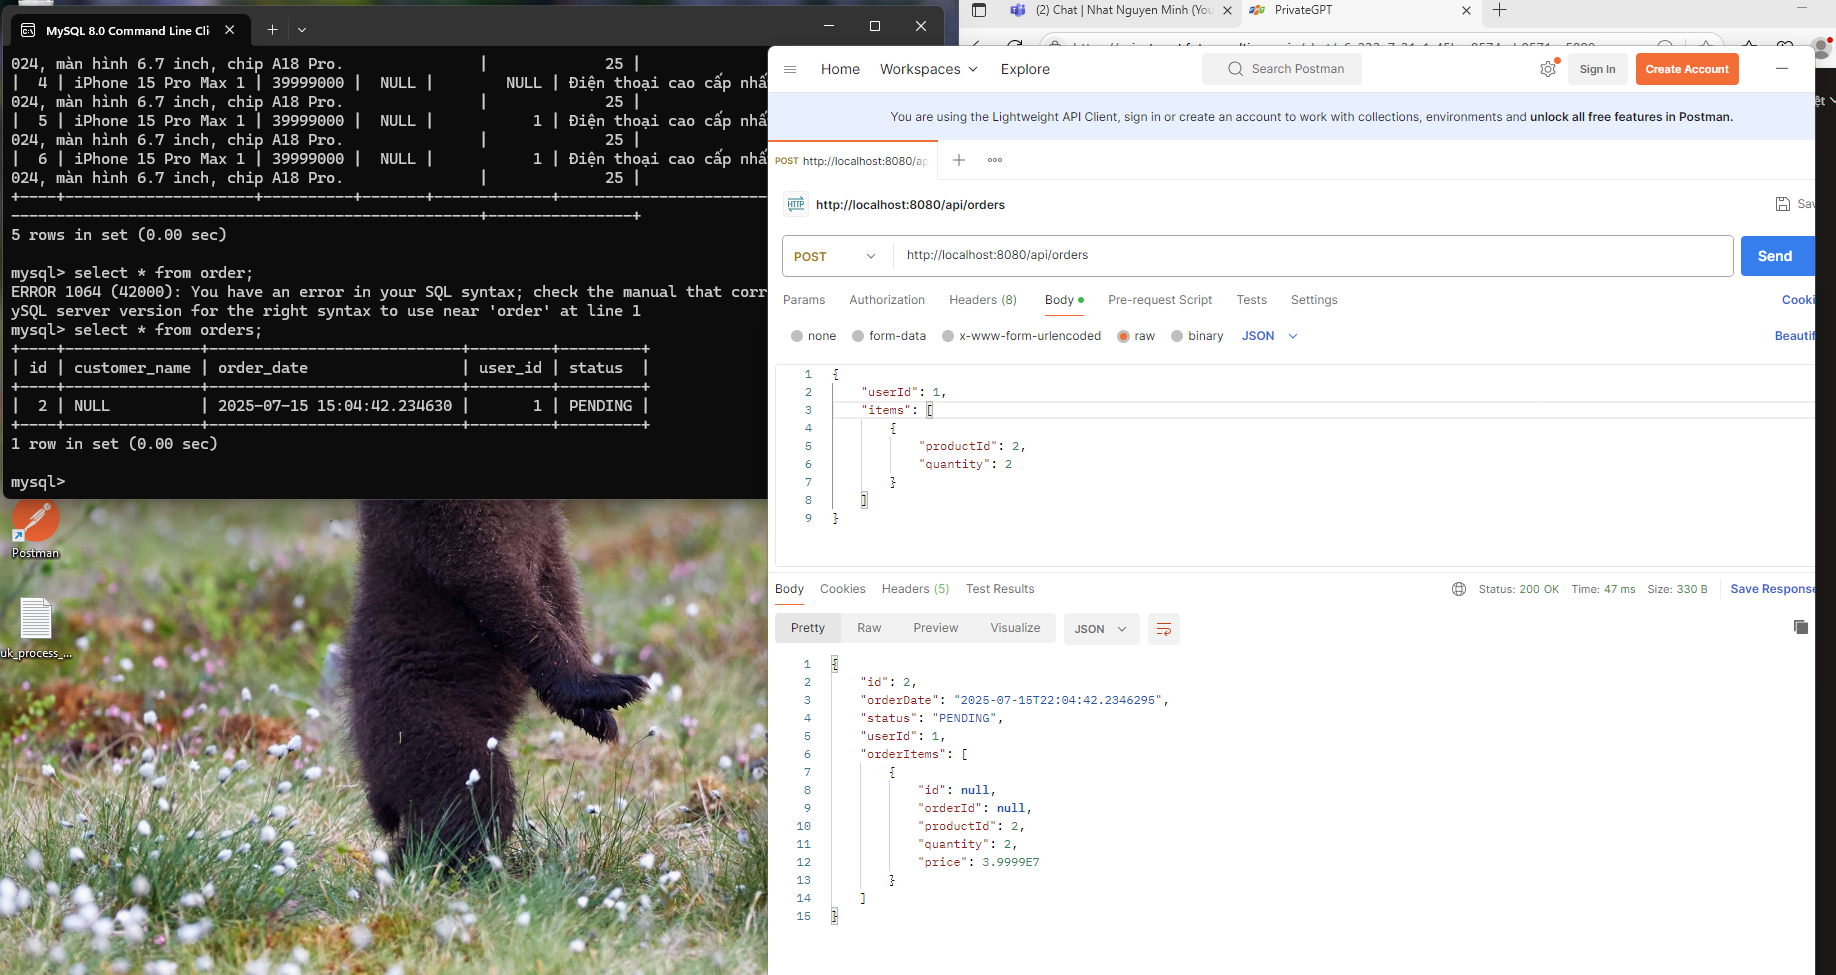 MySQL 8.0 Command Line Cli
024, màn hình 6.7 inch, chip A18 Pro. | 25 |
| 4 | iPhone 15 Pro Max 1 | 39999000 | NULL | NULL | Điện thoại cao cấp nhấ
024, màn hình 6.7 inch, chip A18 Pro. | 25 |
| 5 | iPhone 15 Pro Max 1 | 39999000 | NULL | 1 | Điện thoại cao cấp nhấ
024, màn hình 6.7 inch, chip A18 Pro. | 25 |
| 6 | iPhone 15 Pro Max 1 | 39999000 | NULL | 1 | Điện thoại cao cấp nhấ
024, màn hình 6.7 inch, chip A18 Pro. | 25 |
5 rows in set (0.00 sec)
mysql> select * from order;
ERROR 1064 (42000): You have an error in your SQL syntax; check the manual that corr
ySQL server version for the right syntax to use near 'order' at line 1
mysql> select * from orders;
| id | customer_name | order_date | user_id | status |
| 2 | NULL | 2025-07-15 15:04:42.234630 | 1 | PENDING |
1 row in set (0.00 sec)
mysql>
Postman
uk_process_...
(2) Chat | Nhat Nguyen Minh (You
PrivateGPT
Home Workspaces Explore
Search Postman
Sign In
Create Account
You are using the Lightweight API Client, sign in or create an account to work with collections, environments and unlock all free features in Postman.
POST http://localhost:8080/ap
HTTP http://localhost:8080/api/orders
Sav
POST http://localhost:8080/api/orders
Send
Params Authorization Headers (8) Body Pre-request Script Tests Settings
Cooki
none form-data x-www-form-urlencoded raw binary JSON
Beautif
1 {
2 "userId": 1,
3 "items": [
4 {
5 "productId": 2,
6 "quantity": 2
7 }
8 ]
9 }
Body Cookies Headers (5) Test Results
Status: 200 OK Time: 47 ms Size: 330 B Save Response
Pretty Raw Preview Visualize JSON
1 {
2 "id": 2,
3 "orderDate": "2025-07-15T22:04:42.2346295",
4 "status": "PENDING",
5 "userId": 1,
6 "orderItems": [
7 {
8 "id": null,
9 "orderId": null,
10 "productId": 2,
11 "quantity": 2,
12 "price": 3.9999E7
13 }
14 ]
15 }